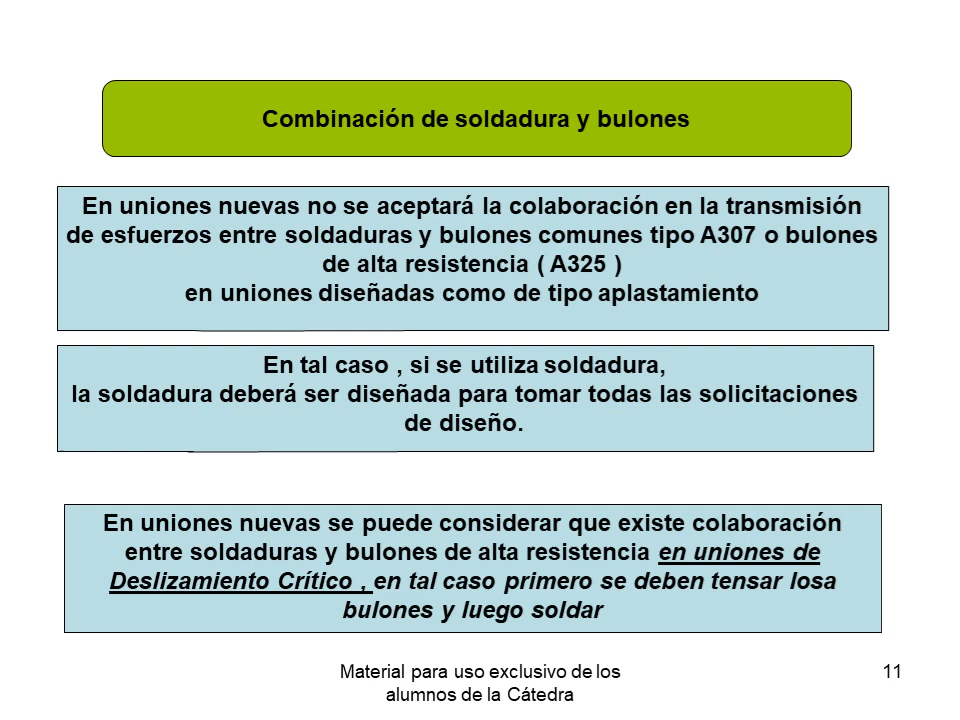 Combinación de soldadura y bulones
En uniones nuevas no se aceptará la colaboración en la transmisión
de esfuerzos entre soldaduras y bulones comunes tipo A307 o bulones
de alta resistencia ( A325 )
en uniones diseñadas como de tipo aplastamiento
En tal caso , si se utiliza soldadura,
la soldadura deberá ser diseñada para tomar todas las solicitaciones
de diseño.
En uniones nuevas se puede considerar que existe colaboración
entre soldaduras y bulones de alta resistencia en uniones de
Deslizamiento Crítico , en tal caso primero se deben tensar losa
bulones y luego soldar
Material para uso exclusivo de los
alumnos de la Cátedra
11